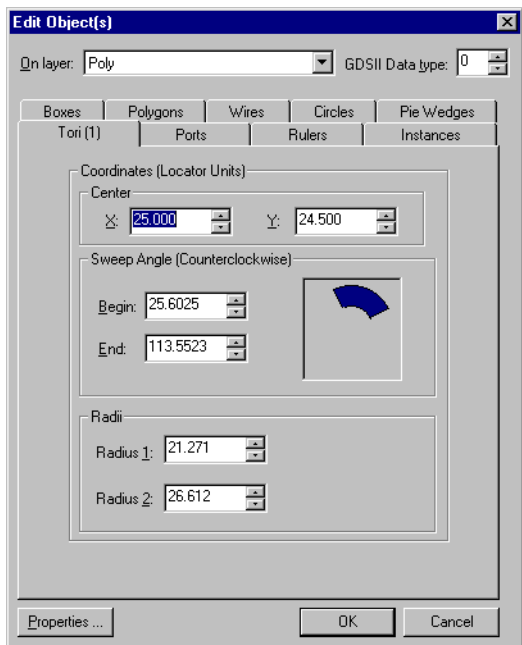 Edit Object(s)
On layer: Poly GDSII Data type: 0
Boxes Polygons Wires Circles Pie Wedges
Tori (1) Ports Rulers Instances
Coordinates (Locator Units)
Center
X: 25.000 Y: 24.500
Sweep Angle (Counterclockwise)
Begin: 25.6025
End: 113.5523
Radii
Radius 1: 21.271
Radius 2: 26.612
Properties ... OK Cancel